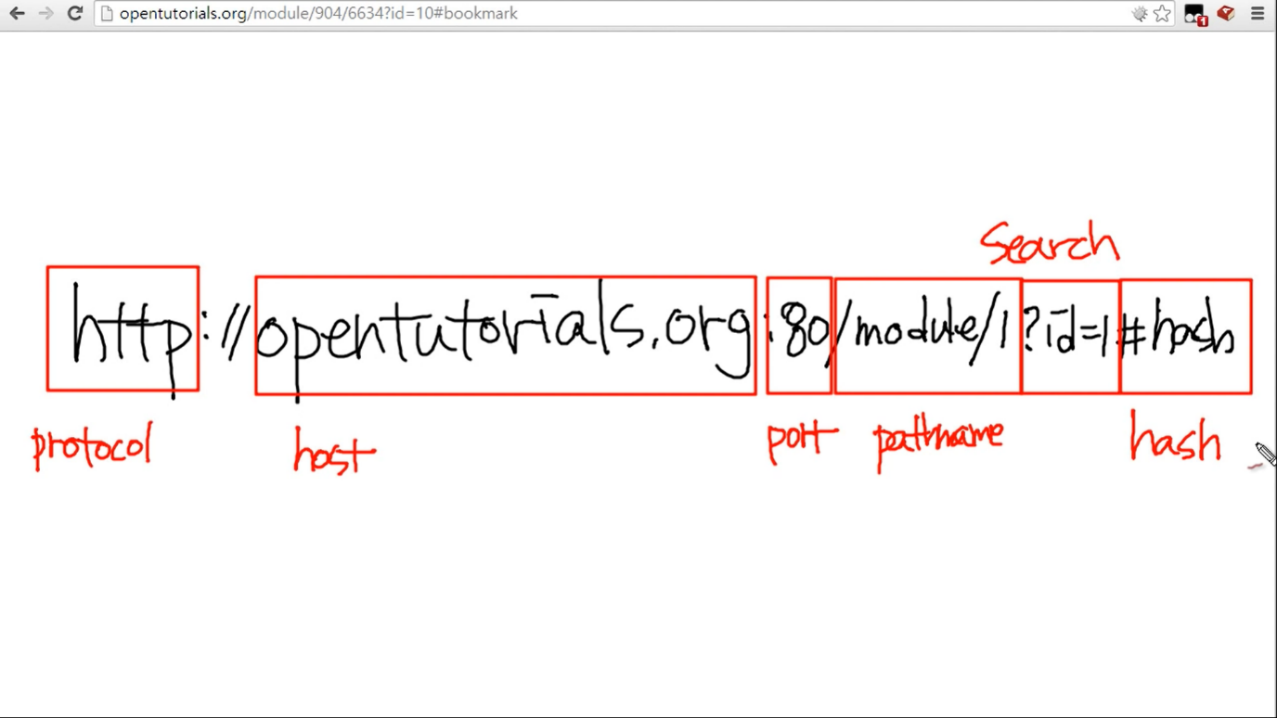 opentutorials.org/module/904/6634?id=10#bookmark
1
search
http://opentutorials.org:80/module/1?id=1#hash
protocol host port pathname hash